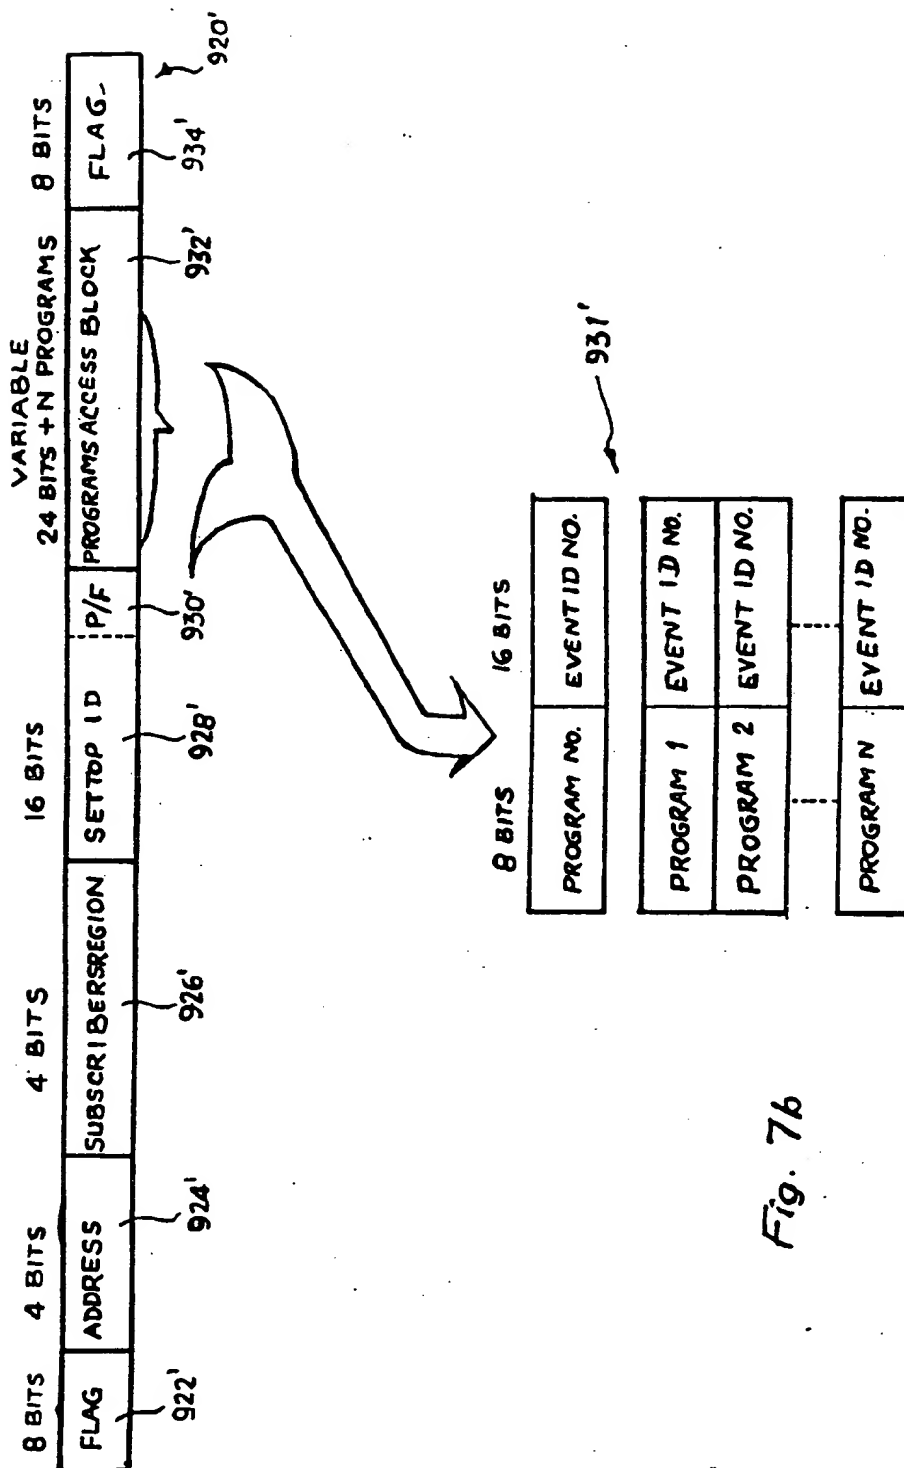 VARIABLE
8 BITS 4 BITS 4 BITS 16 BITS 24 BITS + N PROGRAMS 8 BITS
FLAG ADDRESS SUBSCRIBERSREGION SETTOP ID P/F PROGRAMS ACCESS BLOCK FLAG
922' 924' 926' 928' 930' 932' 934' 920'
931'
8 BITS 16 BITS
PROGRAM NO. EVENT ID NO.
PROGRAM 1 EVENT ID NO.
PROGRAM 2 EVENT ID NO.
PROGRAM N EVENT ID NO.
Fig. 7b